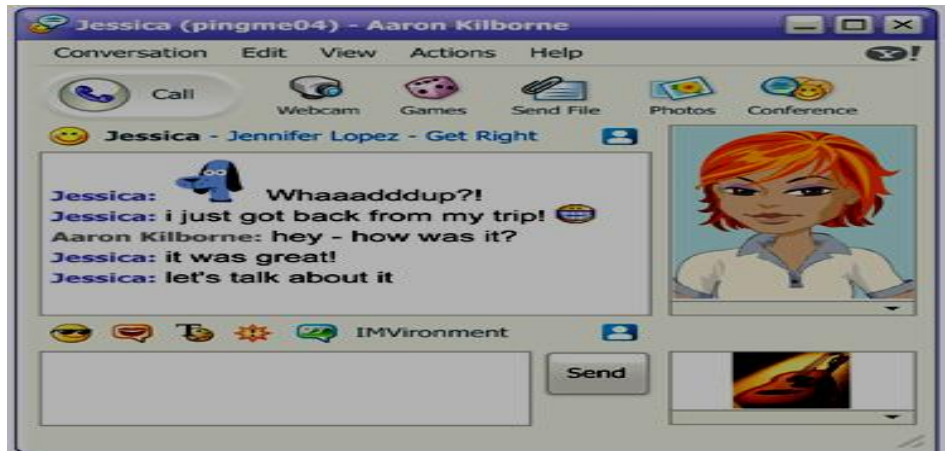 Jessica (pingme04) - Aaron Kilborne
Conversation Edit View Actions Help
Y!
Call Webcam Games Send File Photos Conference
Jessica - Jennifer Lopez - Get Right
Jessica: Whaaadddup?!
Jessica: i just got back from my trip!
Aaron Kilborne: hey - how was it?
Jessica: it was great!
Jessica: let's talk about it
IMVironment
Send